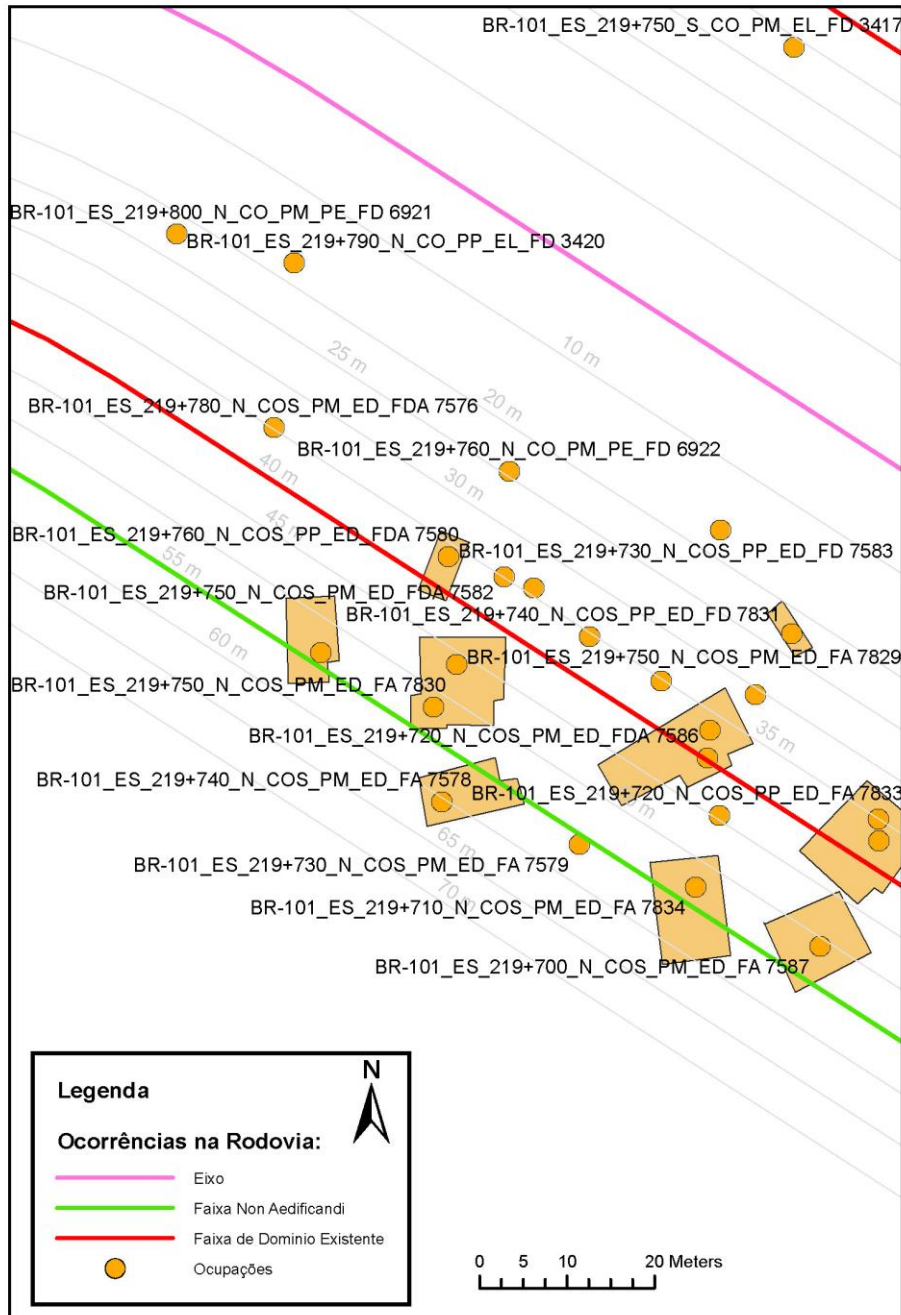 BR-101_ES_219+750_S_CO_PM_EL_FD 3417
BR-101_ES_219+800_N_CO_PM_PE_FD 6921
BR-101_ES_219+790_N_CO_PP_EL_FD 3420
10 m
25 m
20 m
BR-101_ES_219+780_N_COS_PM_ED_FDA 7576
BR-101_ES_219+760_N_CO_PM_PE_FD 6922
40 m
30 m
45 m
BR-101_ES_219+760_N_COS_PP_ED_FDA 7580
BR-101_ES_219+730_N_COS_PP_ED_FD 7583
55 m
BR-101_ES_219+750_N_COS_PM_ED_FDA 7582
BR-101_ES_219+740_N_COS_PP_ED_FD 7831
60 m
BR-101_ES_219+750_N_COS_PM_ED_FA 7829
BR-101_ES_219+750_N_COS_PM_ED_FA 7830
35 m
BR-101_ES_219+720_N_COS_PM_ED_FDA 7586
BR-101_ES_219+740_N_COS_PM_ED_FA 7578
BR-101_ES_219+720_N_COS_PP_ED_FA 7833
65 m
BR-101_ES_219+730_N_COS_PM_ED_FA 7579
70 m
BR-101_ES_219+710_N_COS_PM_ED_FA 7834
BR-101_ES_219+700_N_COS_PM_ED_FA 7587
N
Legenda
Ocorrências na Rodovia:
Eixo
Faixa Non Aedificandi
Faixa de Dominio Existente
Ocupações
0 5 10 20 Meters